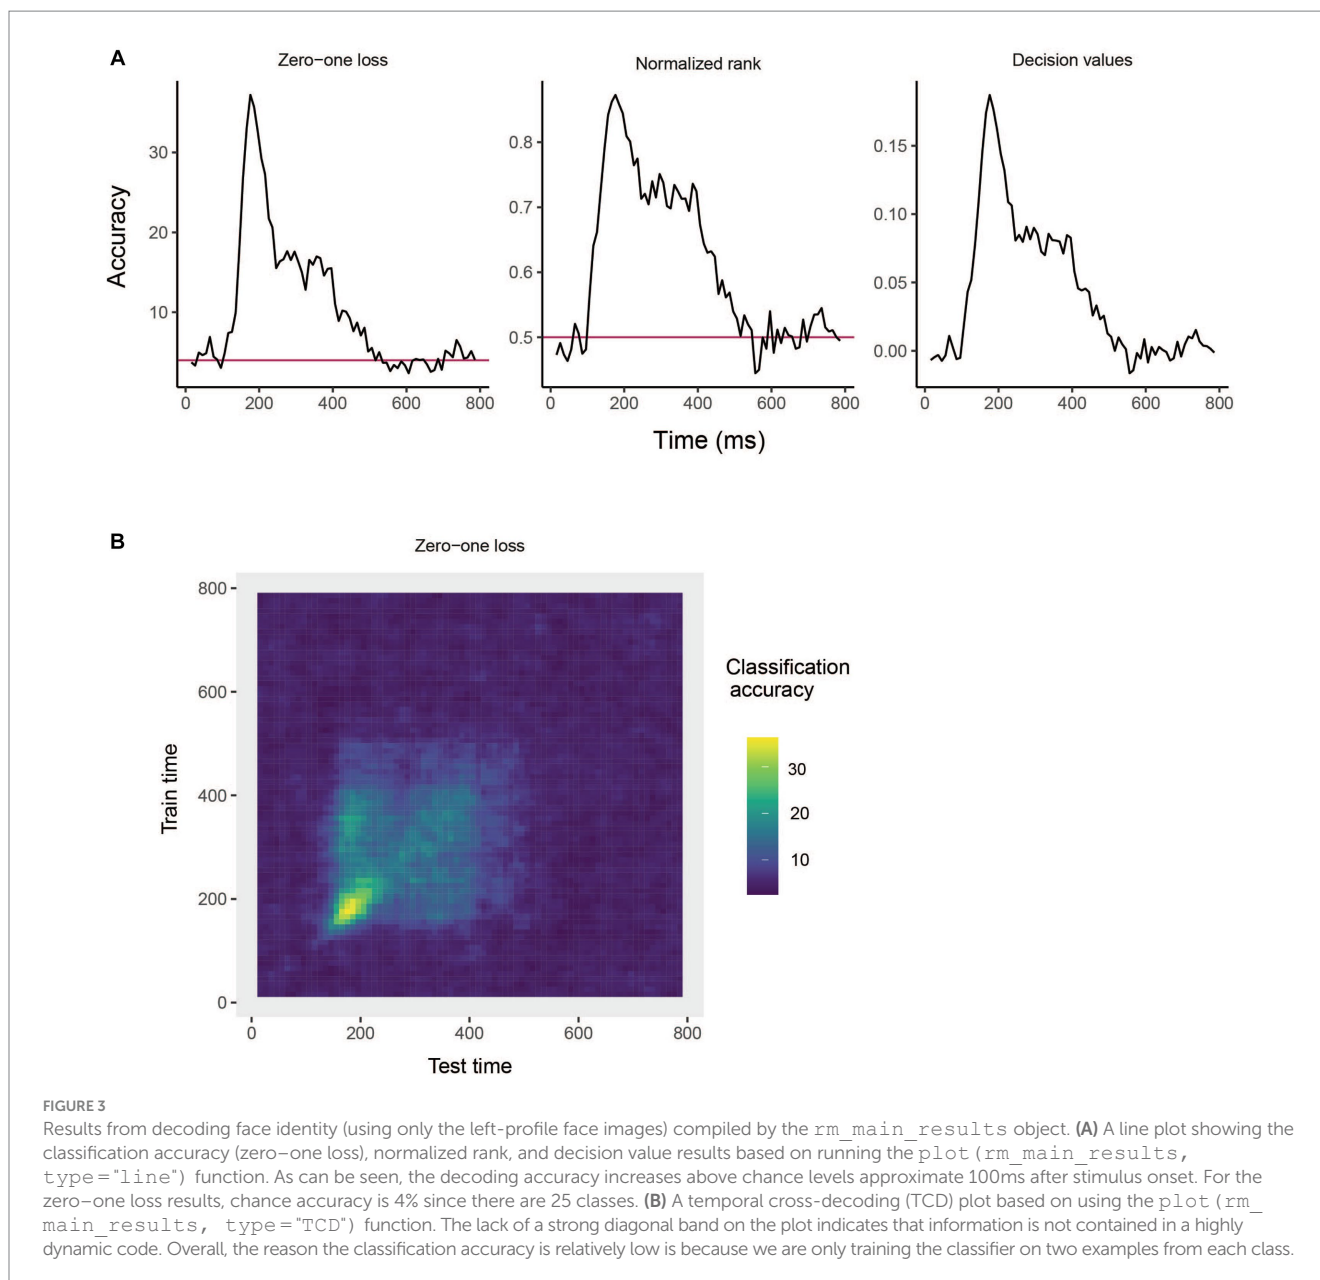 A
Zero−one loss
Normalized rank
Decision values
Accuracy
30
20
10
0.8
0.7
0.6
0.5
0.15
0.10
0.05
0.00
0 200 400 600 800
0 200 400 600 800
0 200 400 600 800
Time (ms)
B
Zero−one loss
800
600
400
200
0
Train time
0 200 400 600 800
Test time
Classification
accuracy
30
20
10
FIGURE 3
Results from decoding face identity (using only the left-profile face images) compiled by the rm_main_results object. (A) A line plot showing the
classification accuracy (zero–one loss), normalized rank, and decision value results based on running the plot(rm_main_results,
type="line") function. As can be seen, the decoding accuracy increases above chance levels approximate 100ms after stimulus onset. For the
zero–one loss results, chance accuracy is 4% since there are 25 classes. (B) A temporal cross-decoding (TCD) plot based on using the plot(rm_
main_results, type="TCD") function. The lack of a strong diagonal band on the plot indicates that information is not contained in a highly
dynamic code. Overall, the reason the classification accuracy is relatively low is because we are only training the classifier on two examples from each class.